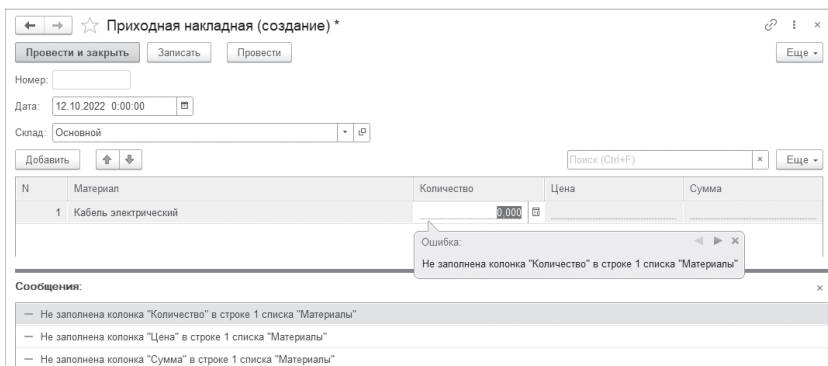 Приходная накладная (создание) *
Провести и закрыть Записать Провести Еще
Номер:
Дата: 12.10.2022 0:00:00
Склад: Основной
Добавить Поиск (Ctrl+F) × Еще
N Материал Количество Цена Сумма
1 Кабель электрический 0,000
Ошибка:
Не заполнена колонка "Количество" в строке 1 списка "Материалы"
Сообщения:
— Не заполнена колонка "Количество" в строке 1 списка "Материалы"
— Не заполнена колонка "Цена" в строке 1 списка "Материалы"
— Не заполнена колонка "Сумма" в строке 1 списка "Материалы"